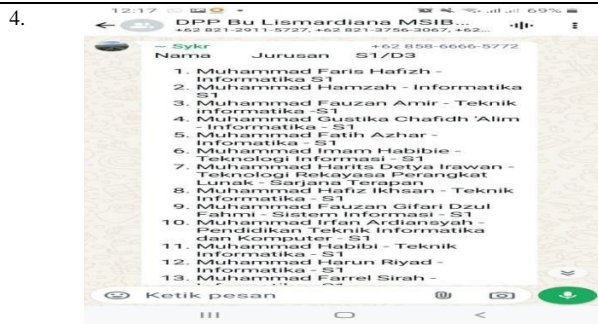 4.
12:17 69%
DPP Bu Lismardiana MSIB...
+62 821-2911-5727, +62 821-3756-3067, +62...
~ Sykr +62 858-6666-5772
Nama Jurusan S1/D3
1. Muhammad Faris Hafizh -
Informatika S1
2. Muhammad Hamzah - Informatika
S1
3. Muhammad Fauzan Amir - Teknik
informatika -S1
4. Muhammad Gustika Chafidh 'Alim
- Informatika - S1
5. Muhammad Fatih Azhar -
Infomatika - S1
6. Muhammad Imam Habibie -
Teknologi Informasi - S1
7. Muhammad Harits Detya Irawan -
Teknologi Rekayasa Perangkat
Lunak - Sarjana Terapan
8. Muhammad Hafiz Ikhsan - Teknik
Informatika - S1
9. Muhammad Fauzan Gifari Dzul
Fahmi - Sistem Informasi - S1
10. Muhammad Irfan Ardiansyah -
Pendidikan Teknik Informatika
dan Komputer - S1
11. Muhammad Habibi - Teknik
Informatika - S1
12. Muhammad Harun Riyad -
Informatika - S1
13. Muhammad Farrel Sirah -
Ketik pesan